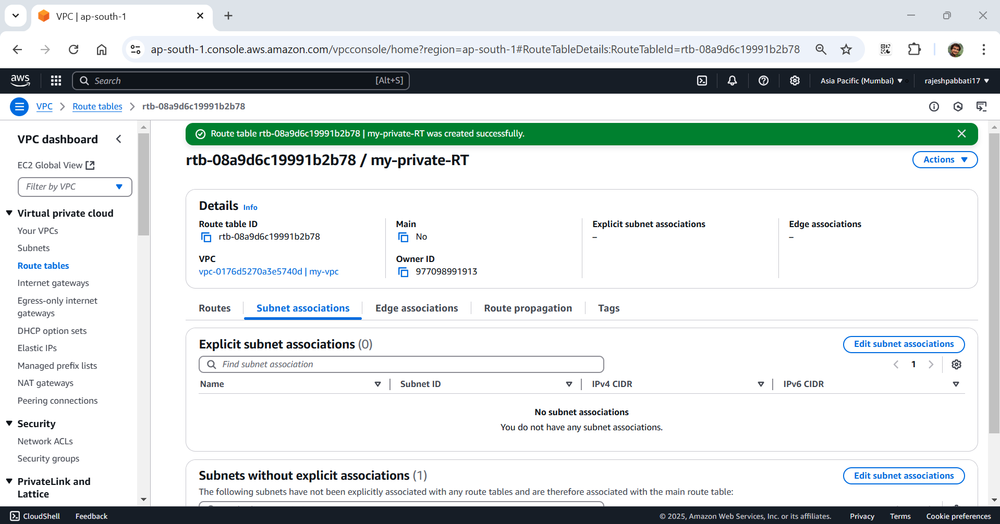 VPC | ap-south-1
ap-south-1.console.aws.amazon.com/vpcconsole/home?region=ap-south-1#RouteTableDetails:RouteTableId=rtb-08a9d6c19991b2b78
aws
Search [Alt+S]
Asia Pacific (Mumbai) rajeshpabbati17
VPC Route tables rtb-08a9d6c19991b2b78
VPC dashboard
EC2 Global View
Filter by VPC
Virtual private cloud
Your VPCs
Subnets
Route tables
Internet gateways
Egress-only internet
gateways
DHCP option sets
Elastic IPs
Managed prefix lists
NAT gateways
Peering connections
Security
Network ACLs
Security groups
PrivateLink and
Lattice
Route table rtb-08a9d6c19991b2b78 | my-private-RT was created successfully.
rtb-08a9d6c19991b2b78 / my-private-RT
Actions
Details Info
Route table ID
rtb-08a9d6c19991b2b78
Main
No
Explicit subnet associations
–
Edge associations
–
VPC
vpc-0176d5270a3e5740d | my-vpc
Owner ID
977098991913
Routes Subnet associations Edge associations Route propagation Tags
Explicit subnet associations (0)
Edit subnet associations
Find subnet association
1
Name Subnet ID IPv4 CIDR IPv6 CIDR
No subnet associations
You do not have any subnet associations.
Subnets without explicit associations (1)
Edit subnet associations
The following subnets have not been explicitly associated with any route tables and are therefore associated with the main route table:
CloudShell Feedback © 2025, Amazon Web Services, Inc. or its affiliates. Privacy Terms Cookie preferences